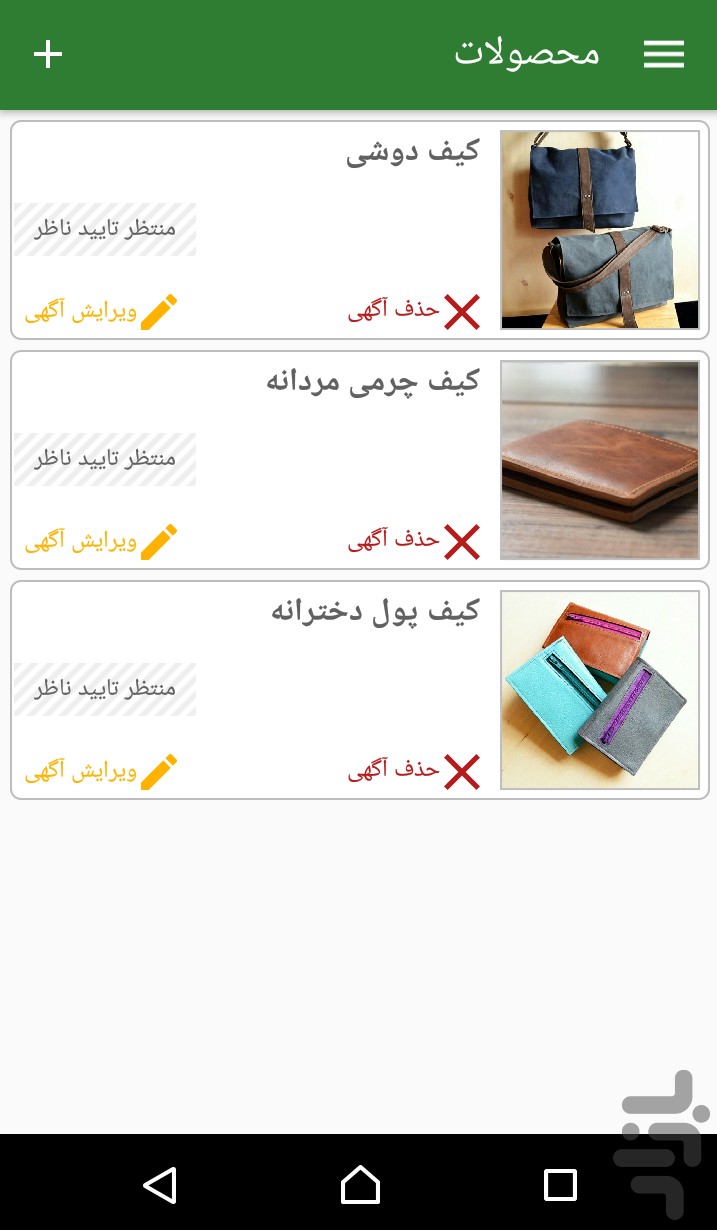 محصولات
کیف دوشی
منتظر تایید ناظر
حذف آگهی
ویرایش آگهی
کیف چرمی مردانه
منتظر تایید ناظر
حذف آگهی
ویرایش آگهی
کیف پول دخترانه
منتظر تایید ناظر
حذف آگهی
ویرایش آگهی
بازار